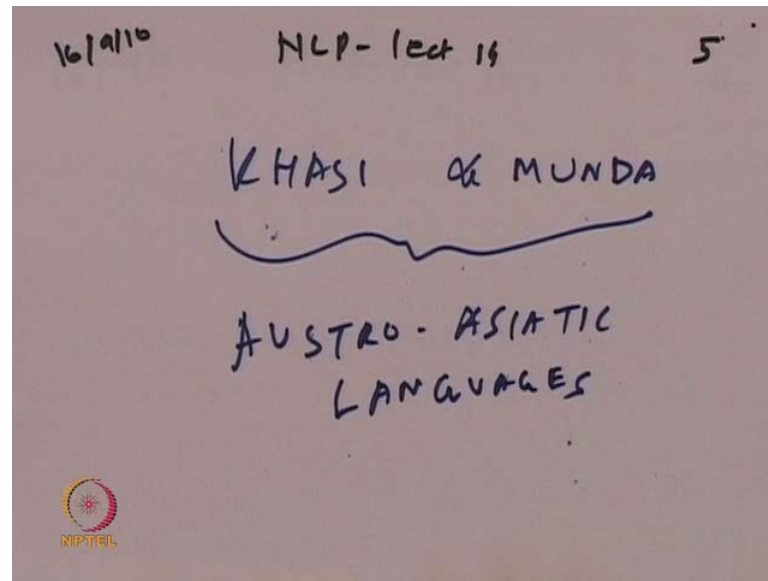 16/9/10 NLP- lect 14 5
KHASI & MUNDA
AUSTRO-ASIATIC
LANGUAGES
NPTEL